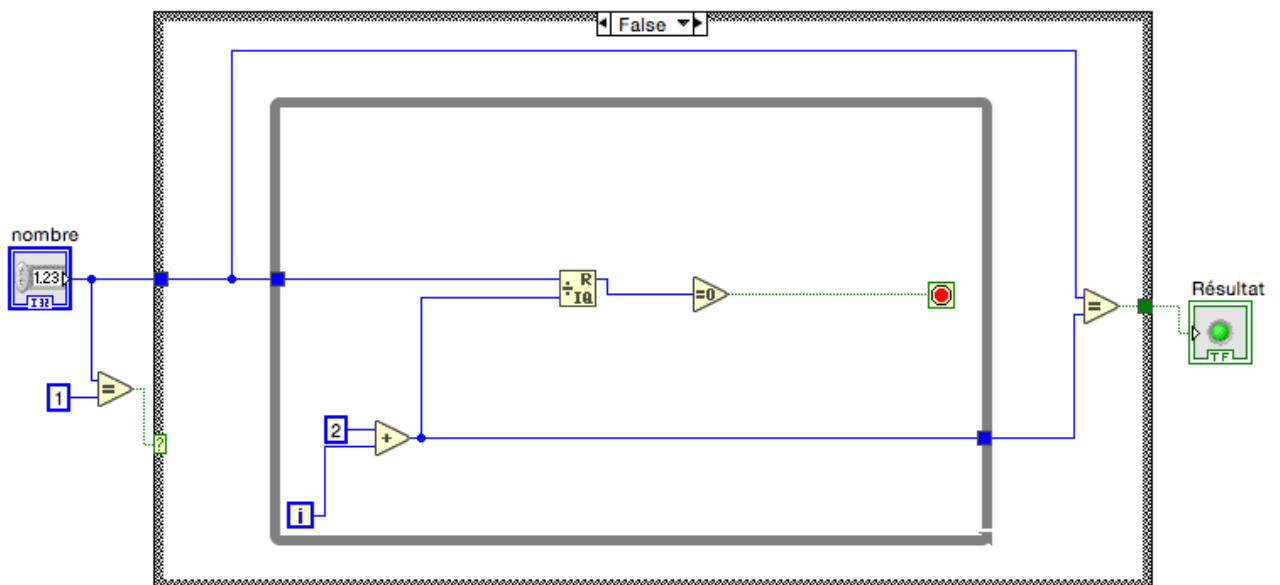 False
nombre
1.23
I32
R
IQ
=0
Résultat
=
TF
1
=
?
2
+
i